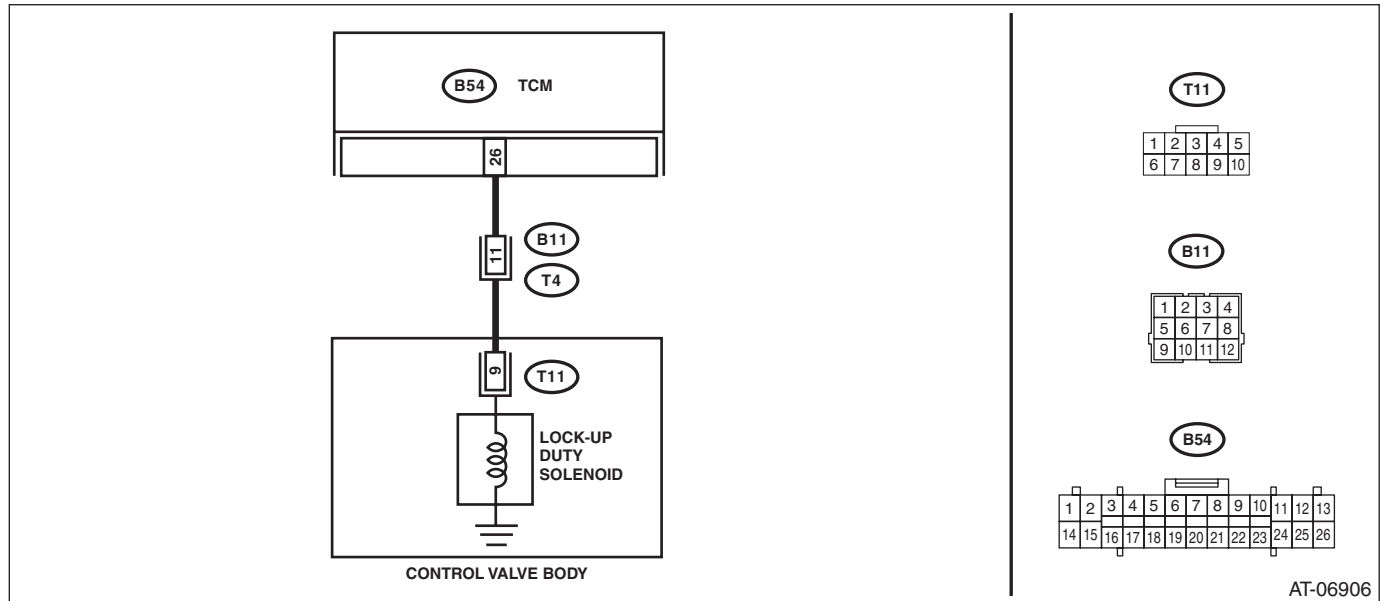 B54 TCM
26
B11
11
T4
9
T11
LOCK-UP
DUTY
SOLENOID
CONTROL VALVE BODY
T11
1 2 3 4 5
6 7 8 9 10
B11
1 2 3 4
5 6 7 8
9 10 11 12
B54
1 2 3 4 5 6 7 8 9 10 11 12 13
14 15 16 17 18 19 20 21 22 23 24 25 26
AT-06906